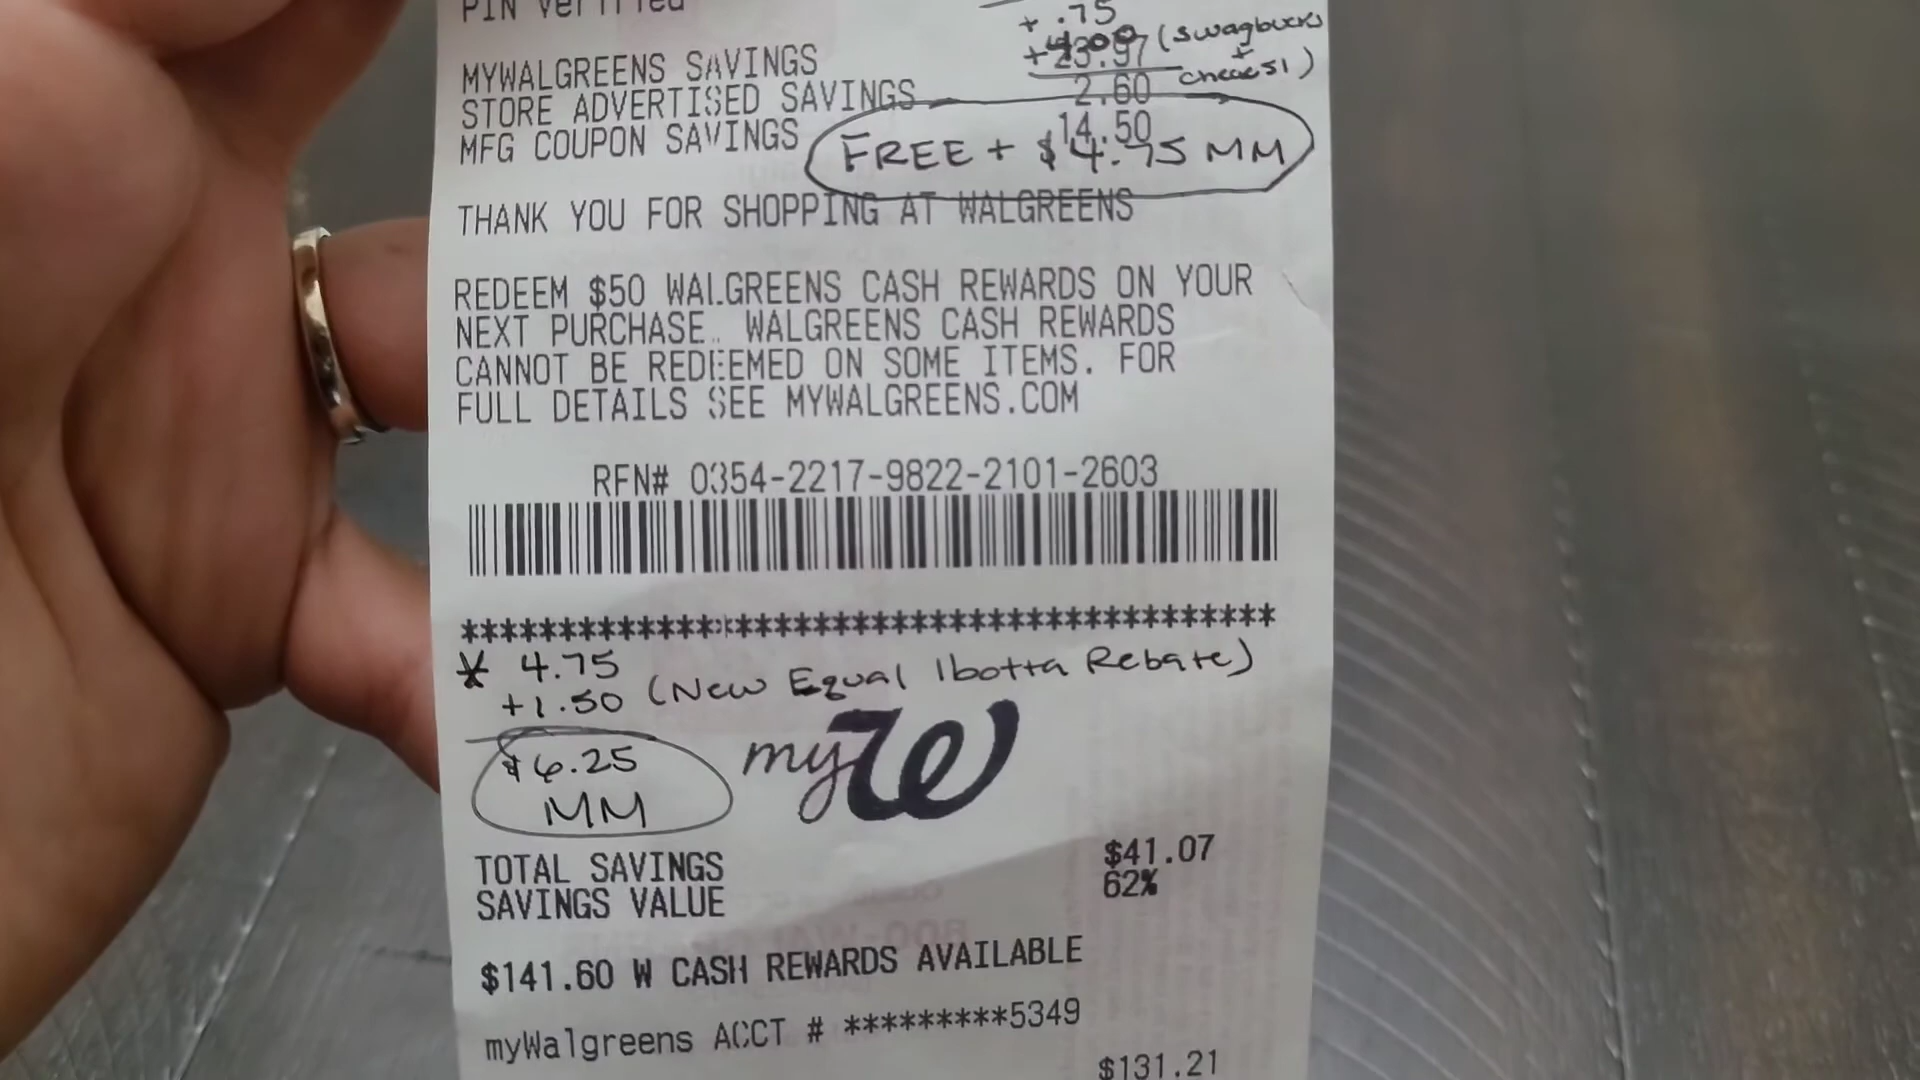 PIN Verified
+ .75
+ 4.00 (swagbucks
MYWALGREENS SAVINGS 23.97
+
STORE ADVERTISED SAVINGS 2.60
MFG COUPON SAVINGS 14.50
FREE + $4.75 MM
THANK YOU FOR SHOPPING AT WALGREENS
REDEEM $50 WALGREENS CASH REWARDS ON YOUR
NEXT PURCHASE. WALGREENS CASH REWARDS
CANNOT BE REDEEMED ON SOME ITEMS. FOR
FULL DETAILS SEE MYWALGREENS.COM
RFN# 0354-2217-9822-2101-2603
****************************************
* 4.75
+1.50 (New Equal Ibotta Rebate)
$6.25
MM
myW
TOTAL SAVINGS $41.07
SAVINGS VALUE 62%
$141.60 W CASH REWARDS AVAILABLE
myWalgreens ACCT # *********5349
$131.21